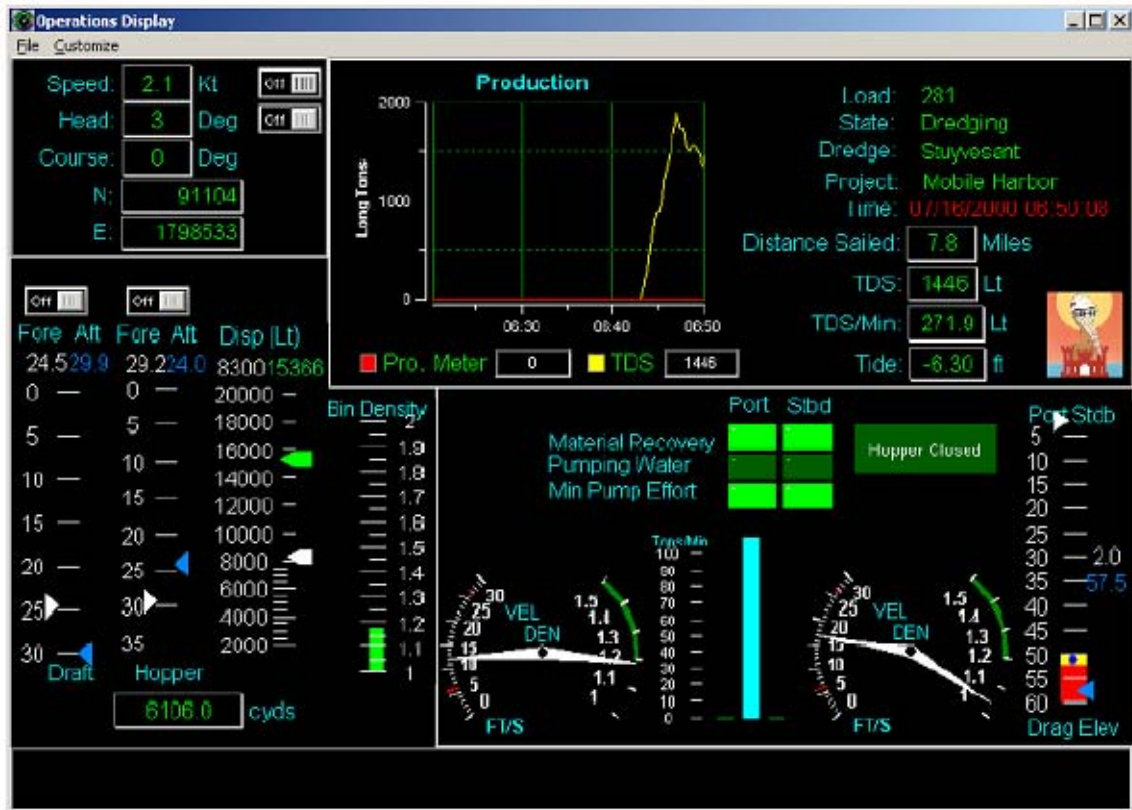 Operations Display
File Customize
Speed: 2.1 Kt Off
Head: 3 Deg Off
Course: 0 Deg
N: 91104
E: 1798533
Production
Long Tons
2000
1000
0
06:30 06:40 06:50
Pro. Meter 0 TDS 1446
Load: 281
State: Dredging
Dredge: Stuyvesant
Project: Mobile Harbor
Time: 07/16/2000 06:50:08
Distance Sailed: 7.8 Miles
TDS: 1446 Lt
TDS/Min: 271.9 Lt
Tide: -6.30 ft
Off Off
Fore Aft Fore Aft Disp (Lt)
24.5 29.9 29.2 24.0 8300 15366
0
5
10
15
20
25
30
Draft
0
5
10
15
20
25
30
35
Hopper
20000
18000
16000
14000
12000
10000
8000
6000
4000
2000
6106.0 cyds
Bin Density
2
1.9
1.8
1.7
1.6
1.5
1.4
1.3
1.2
1.1
1
Port Stbd
Material Recovery
Pumping Water
Min Pump Effort
Hopper Closed
30
25
20
15
10
5
0
VEL
DEN
1.5
1.4
1.3
1.2
1.1
1
FT/S
Tons/Min
100
90
80
70
60
50
40
30
20
10
0
30
25
20
15
10
5
0
VEL
DEN
1.5
1.4
1.3
1.2
1.1
1
FT/S
Port Stdb
5
10
15
20
25
30
35
40
45
50
55
60
2.0
57.5
Drag Elev